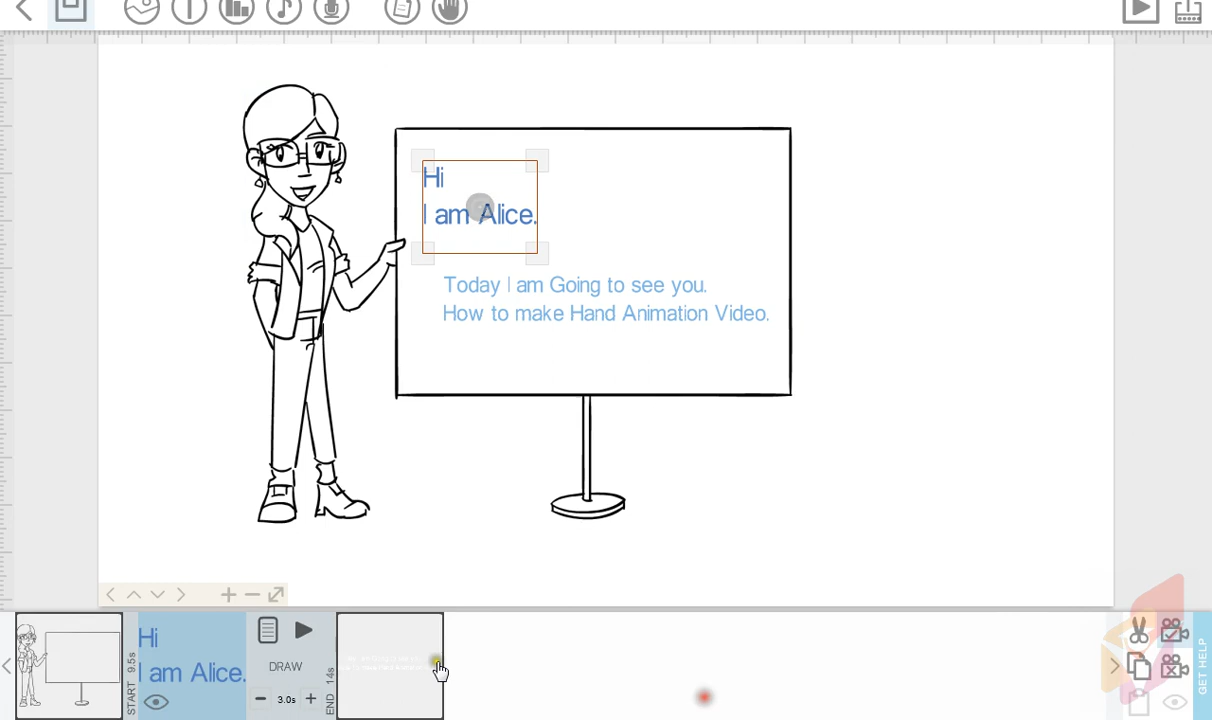 Hi
I am Alice.
Today I am Going to see you.
How to make Hand Animation Video.
Hi
I am Alice.
START 9.5s
DRAW
3.0s
END 14s
GET HELP